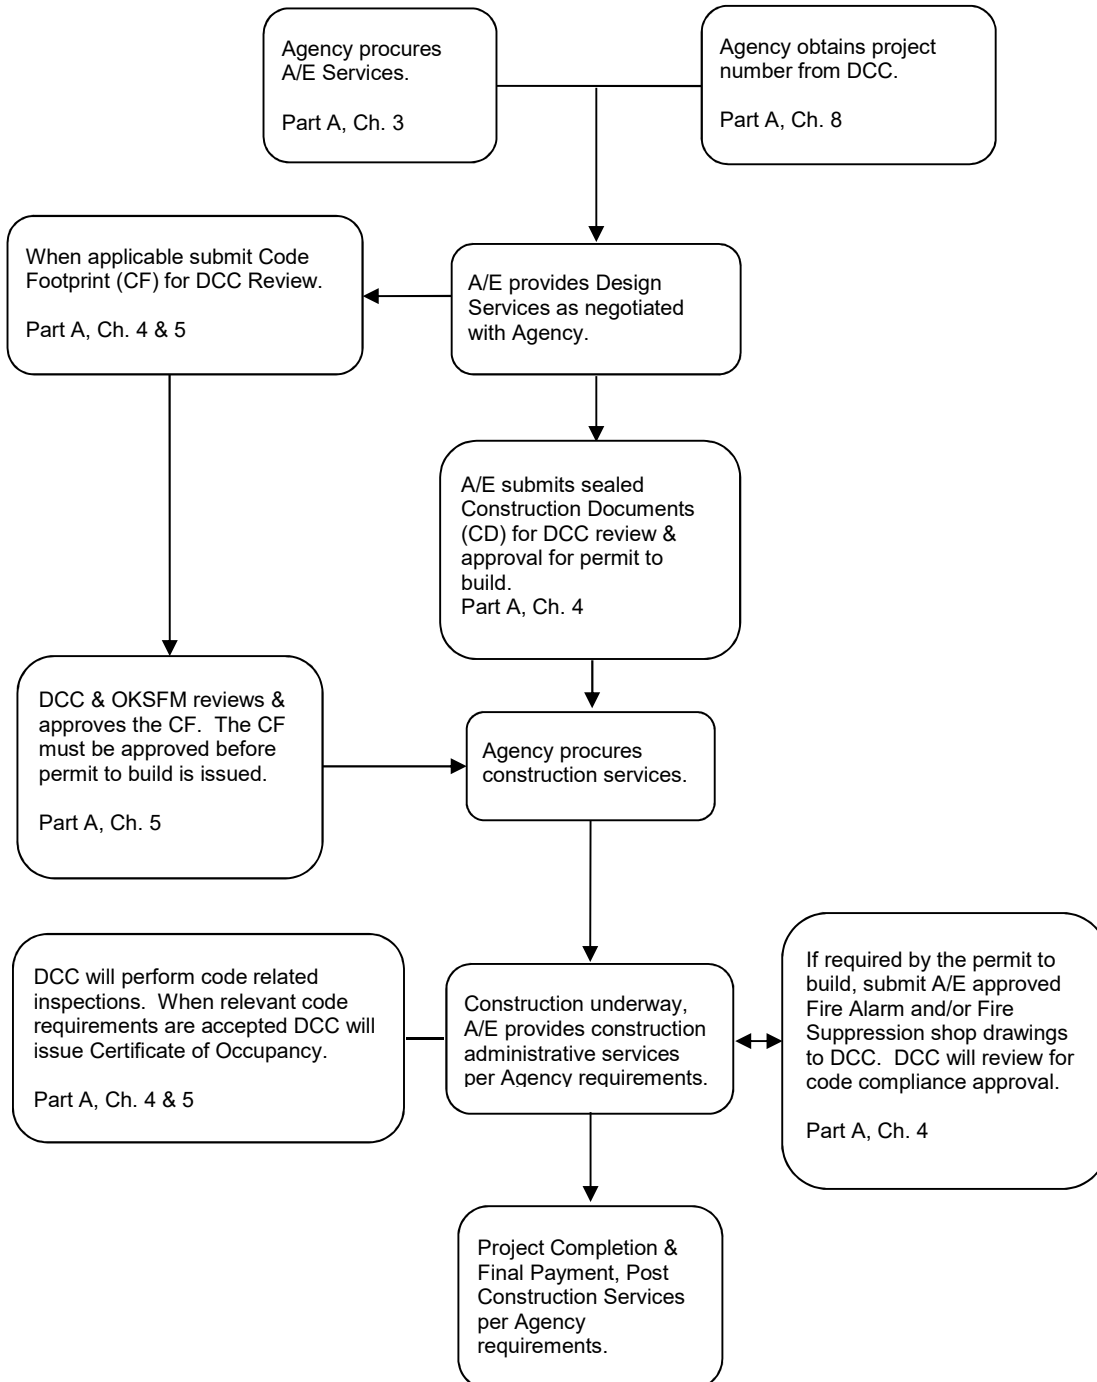 Agency procures
A/E Services.
Part A, Ch. 3
Agency obtains project
number from DCC.
Part A, Ch. 8
When applicable submit Code
Footprint (CF) for DCC Review.
Part A, Ch. 4 & 5
A/E provides Design
Services as negotiated
with Agency.
A/E submits sealed
Construction Documents
(CD) for DCC review &
approval for permit to
build.
Part A, Ch. 4
DCC & OKSFM reviews &
approves the CF.  The CF
must be approved before
permit to build is issued.
Part A, Ch. 5
Agency procures
construction services.
DCC will perform code related
inspections.  When relevant code
requirements are accepted DCC will
issue Certificate of Occupancy.
Part A, Ch. 4 & 5
Construction underway,
A/E provides construction
administrative services
per Agency requirements.
If required by the permit to
build, submit A/E approved
Fire Alarm and/or Fire
Suppression shop drawings
to DCC.  DCC will review for
code compliance approval.
Part A, Ch. 4
Project Completion &
Final Payment, Post
Construction Services
per Agency
requirements.